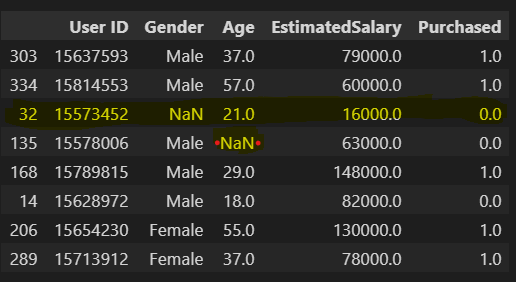 User ID Gender Age EstimatedSalary Purchased
303 15637593 Male 37.0 79000.0 1.0
334 15814553 Male 57.0 60000.0 1.0
32 15573452 NaN 21.0 16000.0 0.0
135 15578006 Male NaN 63000.0 0.0
168 15789815 Male 29.0 148000.0 1.0
14 15628972 Male 18.0 82000.0 0.0
206 15654230 Female 55.0 130000.0 1.0
289 15713912 Female 37.0 78000.0 1.0